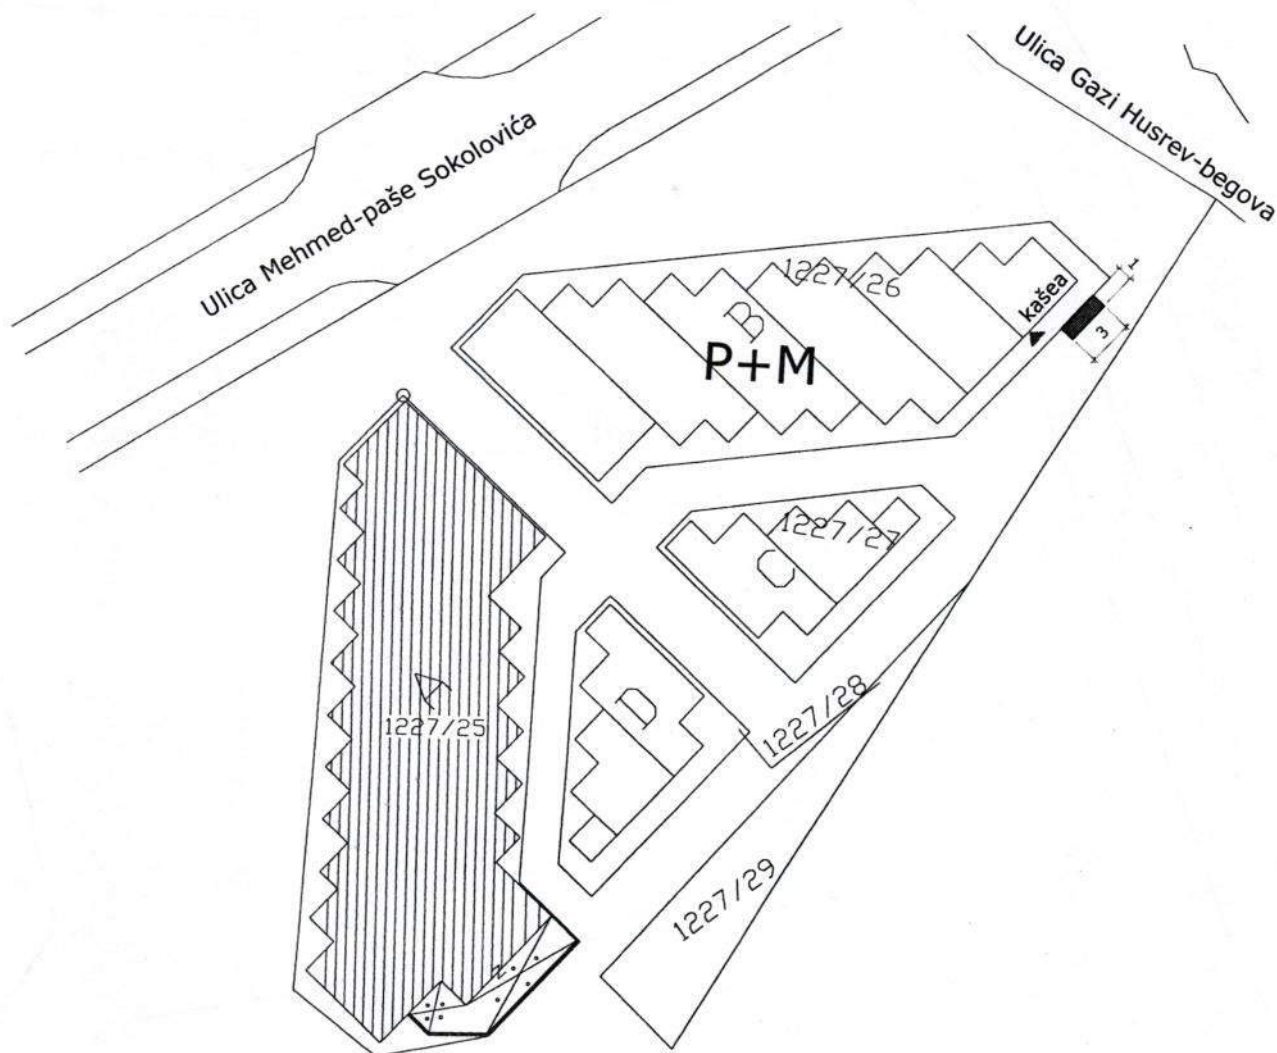 Ulica Gazi Husrev-begova
Ulica Mehmed-paše Sokolovića
1227/26
1
kašea
3
B
P+M
1227/27
C
D
1227/28
A
1227/25
1227/29